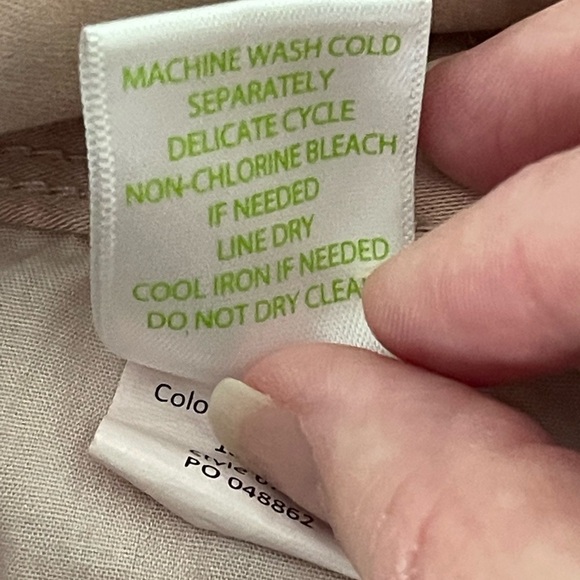 MACHINE WASH COLD
SEPARATELY
DELICATE CYCLE
NON-CHLORINE BLEACH
IF NEEDED
LINE DRY
COOL IRON IF NEEDED
DO NOT DRY CLEA
Colo
PO 048862